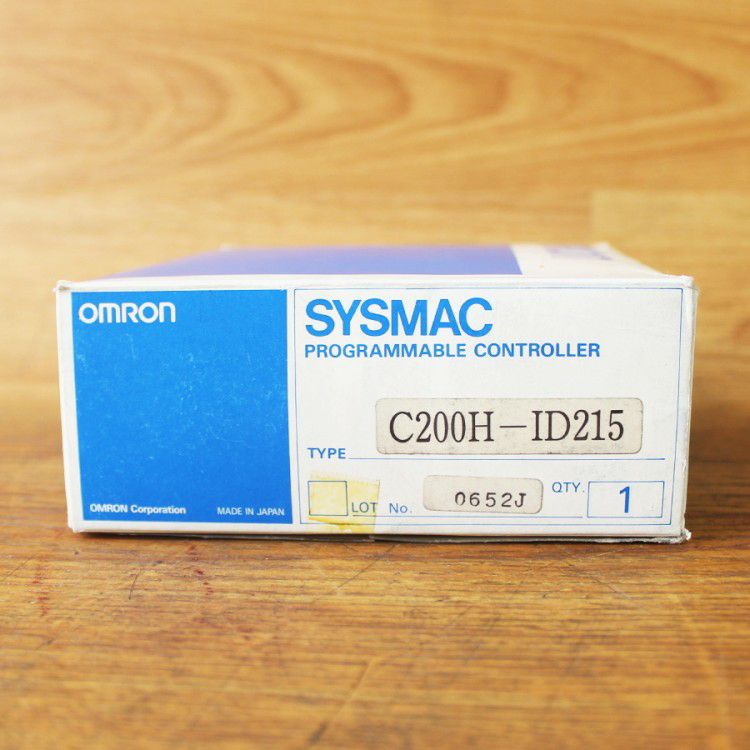 OMRON
SYSMAC
PROGRAMMABLE CONTROLLER
TYPE C200H-ID215
LOT No. 0652J QTY. 1
OMRON Corporation MADE IN JAPAN